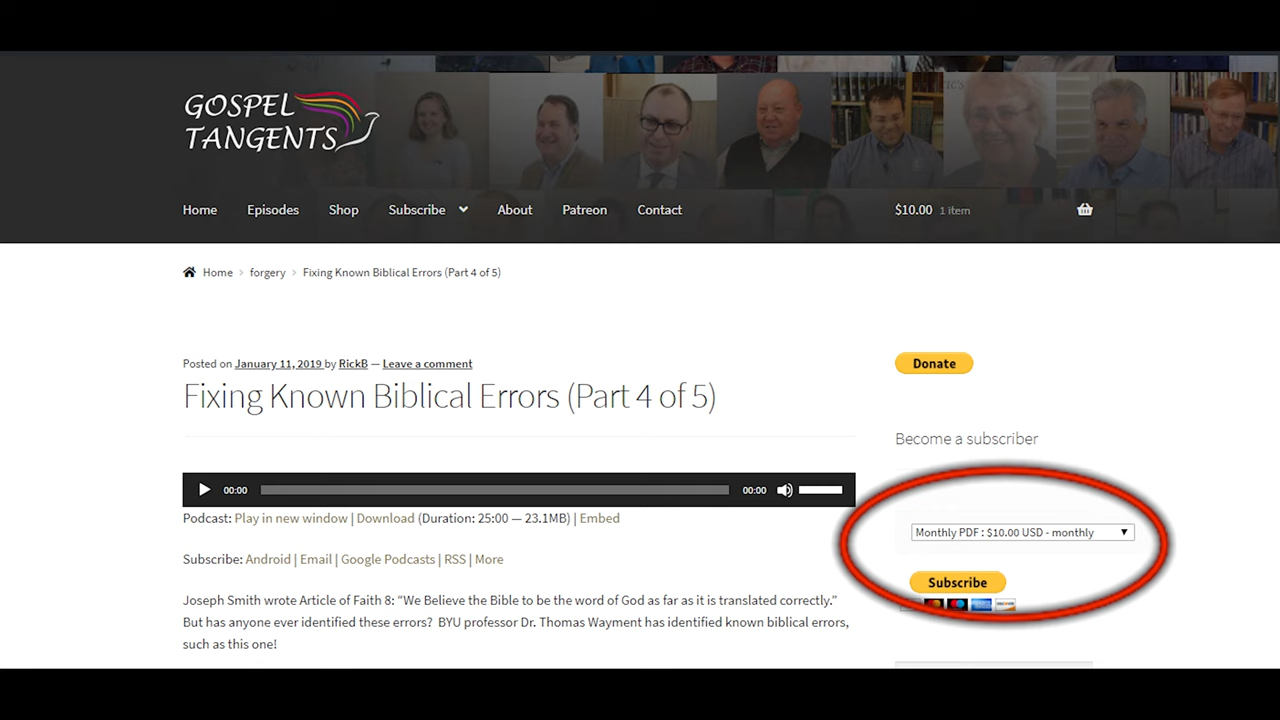 GOSPEL
TANGENTS
Home Episodes Shop Subscribe About Patreon Contact $10.00 1 item
Home > forgery > Fixing Known Biblical Errors (Part 4 of 5)
Posted on January 11, 2019 by RickB — Leave a comment
Donate
Fixing Known Biblical Errors (Part 4 of 5)
Become a subscriber
00:00 00:00
Podcast: Play in new window | Download (Duration: 25:00 — 23.1MB) | Embed
Monthly PDF : $10.00 USD - monthly
Subscribe: Android | Email | Google Podcasts | RSS | More
Subscribe
Joseph Smith wrote Article of Faith 8: “We Believe the Bible to be the word of God as far as it is translated correctly.”
But has anyone ever identified these errors? BYU professor Dr. Thomas Wayment has identified known biblical errors,
such as this one!